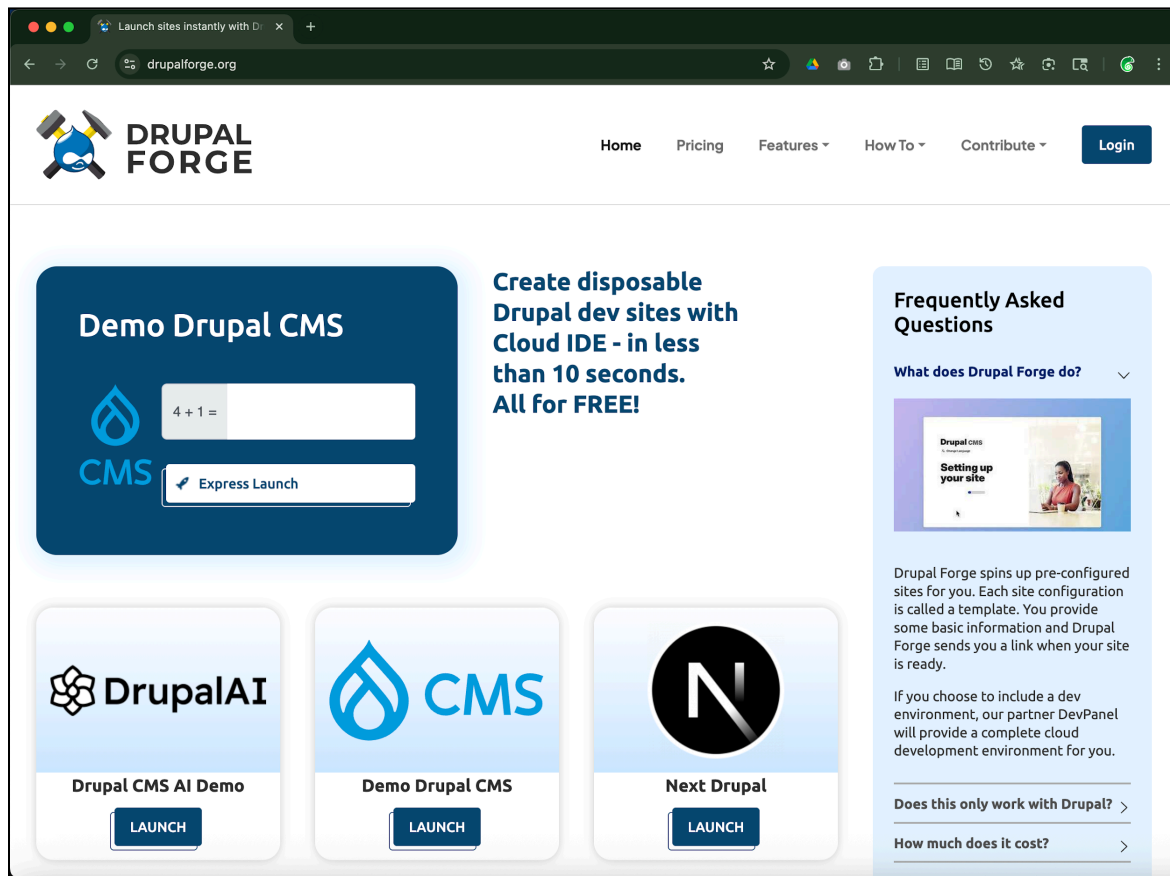 Launch sites instantly with Dr
drupalforge.org
DRUPAL
FORGE
Home
Pricing
Features
How To
Contribute
Login
Demo Drupal CMS
CMS
4 + 1 =
Express Launch
Create disposable
Drupal dev sites with
Cloud IDE - in less
than 10 seconds.
All for FREE!
DrupalAI
Drupal CMS AI Demo
LAUNCH
CMS
Demo Drupal CMS
LAUNCH
N
Next Drupal
LAUNCH
Frequently Asked
Questions
What does Drupal Forge do?
Drupal CMS
Change Language
Setting up
your site
Drupal Forge spins up pre-configured
sites for you. Each site configuration
is called a template. You provide
some basic information and Drupal
Forge sends you a link when your site
is ready.
If you choose to include a dev
environment, our partner DevPanel
will provide a complete cloud
development environment for you.
Does this only work with Drupal?
How much does it cost?